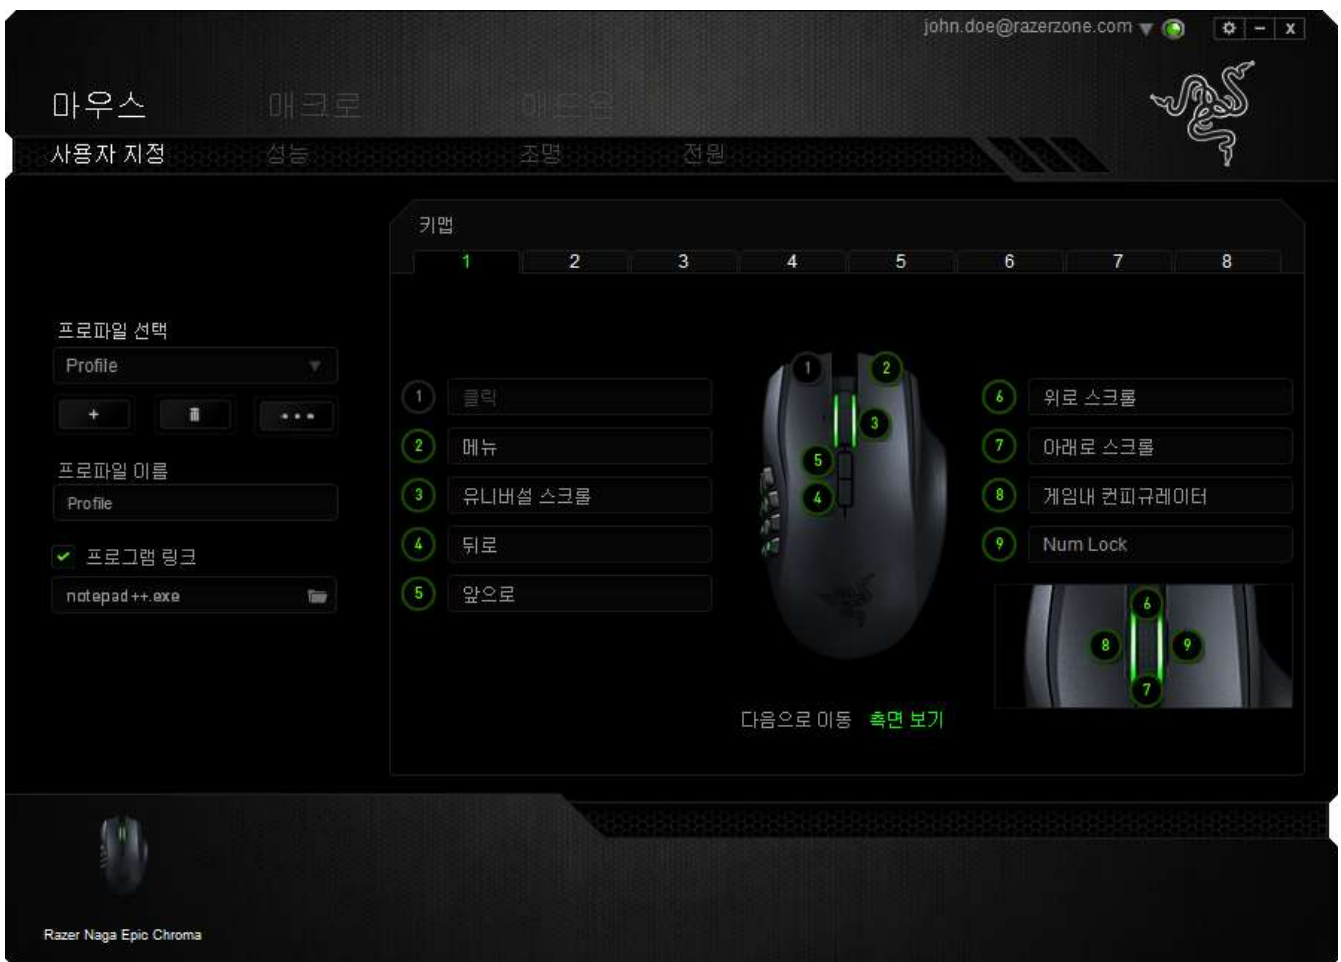 john.doe@razerzone.com
마우스 매크로 애드온
사용자 지정 성능 조명 전원
키맵
1 2 3 4 5 6 7 8
프로파일 선택
Profile
프로파일 이름
Profile
프로그램 링크
notepad++.exe
1 클릭
2 메뉴
3 유니버설 스크롤
4 뒤로
5 앞으로
1 2
3
5
4
6 위로 스크롤
7 아래로 스크롤
8 게임내 컨피규레이터
9 Num Lock
6
8 9
7
다음으로 이동 측면 보기
Razer Naga Epic Chroma